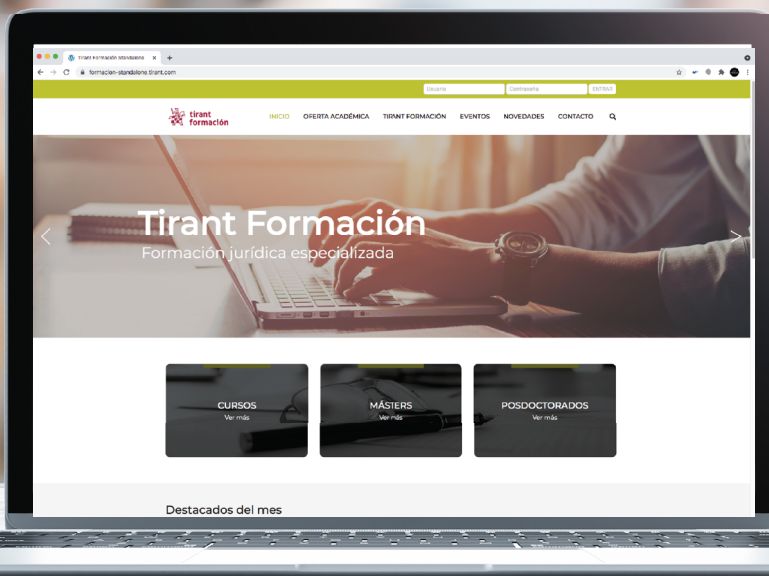 Tirant Formación Standalone
formacion-standalone.tirant.com
Usuario
Contraseña
ENTRAR
tirant
formación
INICIO
OFERTA ACADÉMICA
TIRANT FORMACIÓN
EVENTOS
NOVEDADES
CONTACTO
Tirant Formación
Formación jurídica especializada
CURSOS
Ver más
MÁSTERS
Ver más
POSDOCTORADOS
Ver más
Destacados del mes